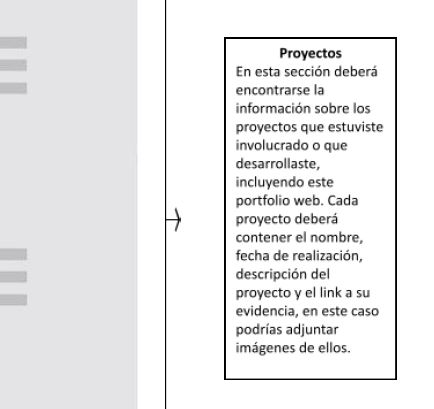 Proyectos
En esta sección deberá
encontrarse la
información sobre los
proyectos que estuviste
involucrado o que
desarrollaste,
incluyendo este
portfolio web. Cada
proyecto deberá
contener el nombre,
fecha de realización,
descripción del
proyecto y el link a su
evidencia, en este caso
podrías adjuntar
imágenes de ellos.